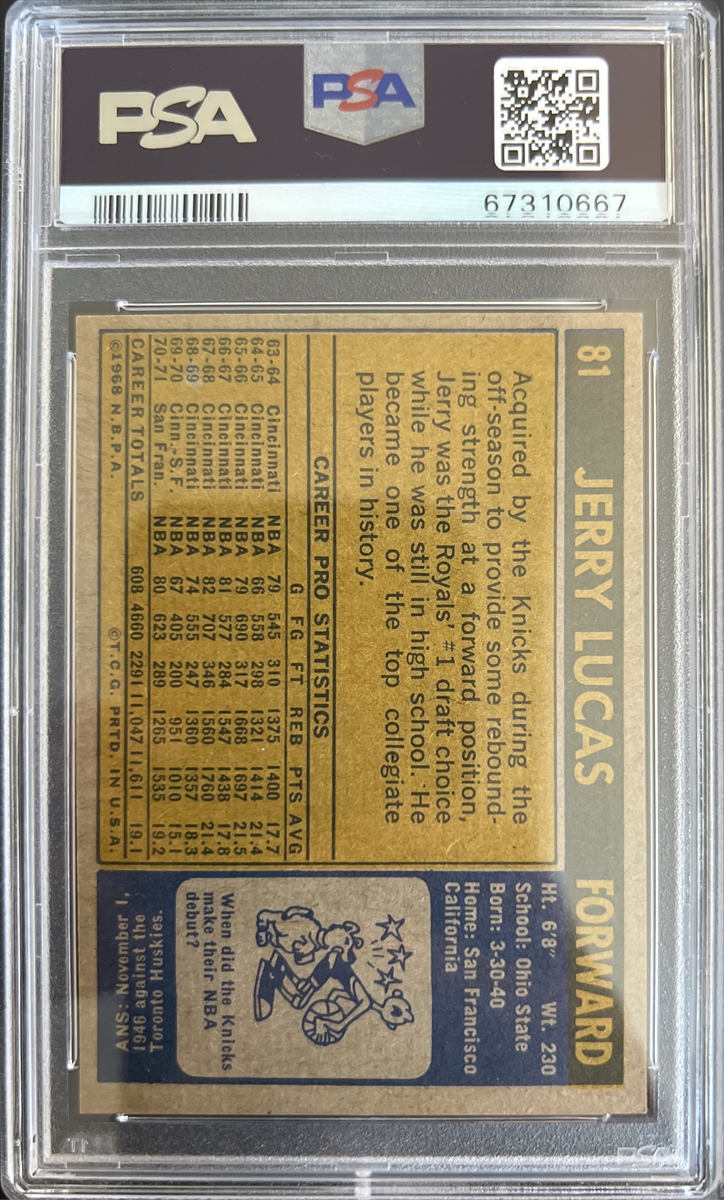 PSA
PSA
67310667
81 JERRY LUCAS FORWARD
Acquired by the Knicks during the
off-season to provide some rebound-
ing strength at a forward position,
Jerry was the Royals' #1 draft choice
while he was still in high school. He
became one of the top collegiate
players in history.
CAREER PRO STATISTICS
G FG FT REB PTS AVG
63-64 Cincinnati NBA 79 545 310 1375 1400 17.7
64-65 Cincinnati NBA 66 558 298 1321 1414 21.4
65-66 Cincinnati NBA 79 690 317 1668 1697 21.5
66-67 Cincinnati NBA 81 577 284 1547 1438 17.8
67-68 Cincinnati NBA 82 707 346 1560 1760 21.4
68-69 Cincinnati NBA 74 555 247 1360 1357 18.3
69-70 Cinn.-S.F. NBA 67 405 200 951 1010 15.1
70-71 San Fran. NBA 80 623 289 1265 1535 19.2
CAREER TOTALS 608 4660 2291 11,047 11,611 19.1
©1968 N.B.P.A. ©T.C.G. PRTD. IN U.S.A.
Ht. 6'8" Wt. 230
School: Ohio State
Born: 3-30-40
Home: San Francisco
California
When did the Knicks
make their NBA
debut?
ANS: November 1,
1946 against the
Toronto Huskies.
PSA